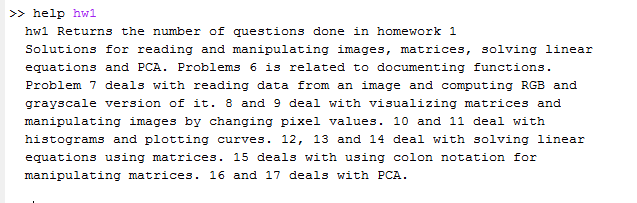 >> help hw1
hw1 Returns the number of questions done in homework 1
Solutions for reading and manipulating images, matrices, solving linear
equations and PCA. Problems 6 is related to documenting functions.
Problem 7 deals with reading data from an image and computing RGB and
grayscale version of it. 8 and 9 deal with visualizing matrices and
manipulating images by changing pixel values. 10 and 11 deal with
histograms and plotting curves. 12, 13 and 14 deal with solving linear
equations using matrices. 15 deals with using colon notation for
manipulating matrices. 16 and 17 deals with PCA.